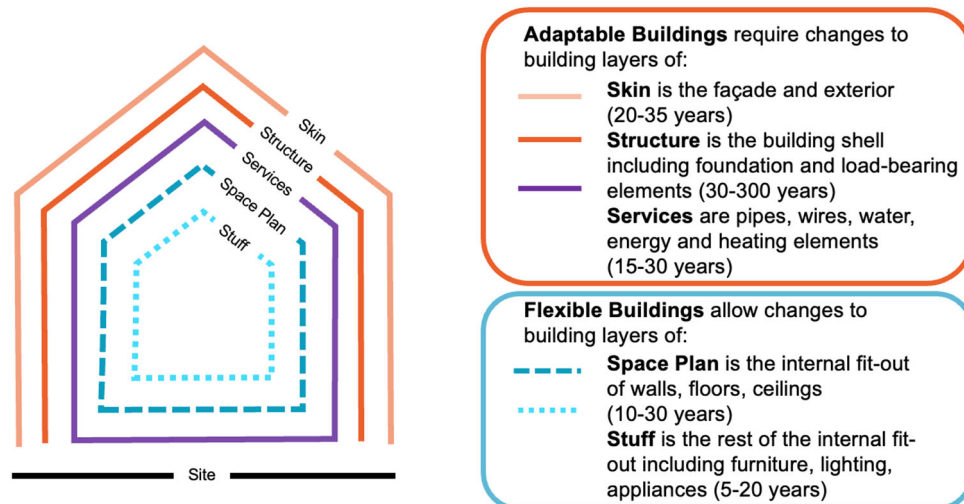 Skin
Structure
Services
Space Plan
Stuff
Site
Adaptable Buildings require changes to
building layers of:
Skin is the façade and exterior
(20-35 years)
Structure is the building shell
including foundation and load-bearing
elements (30-300 years)
Services are pipes, wires, water,
energy and heating elements
(15-30 years)
Flexible Buildings allow changes to
building layers of:
Space Plan is the internal fit-out
of walls, floors, ceilings
(10-30 years)
Stuff is the rest of the internal fit-
out including furniture, lighting,
appliances (5-20 years)